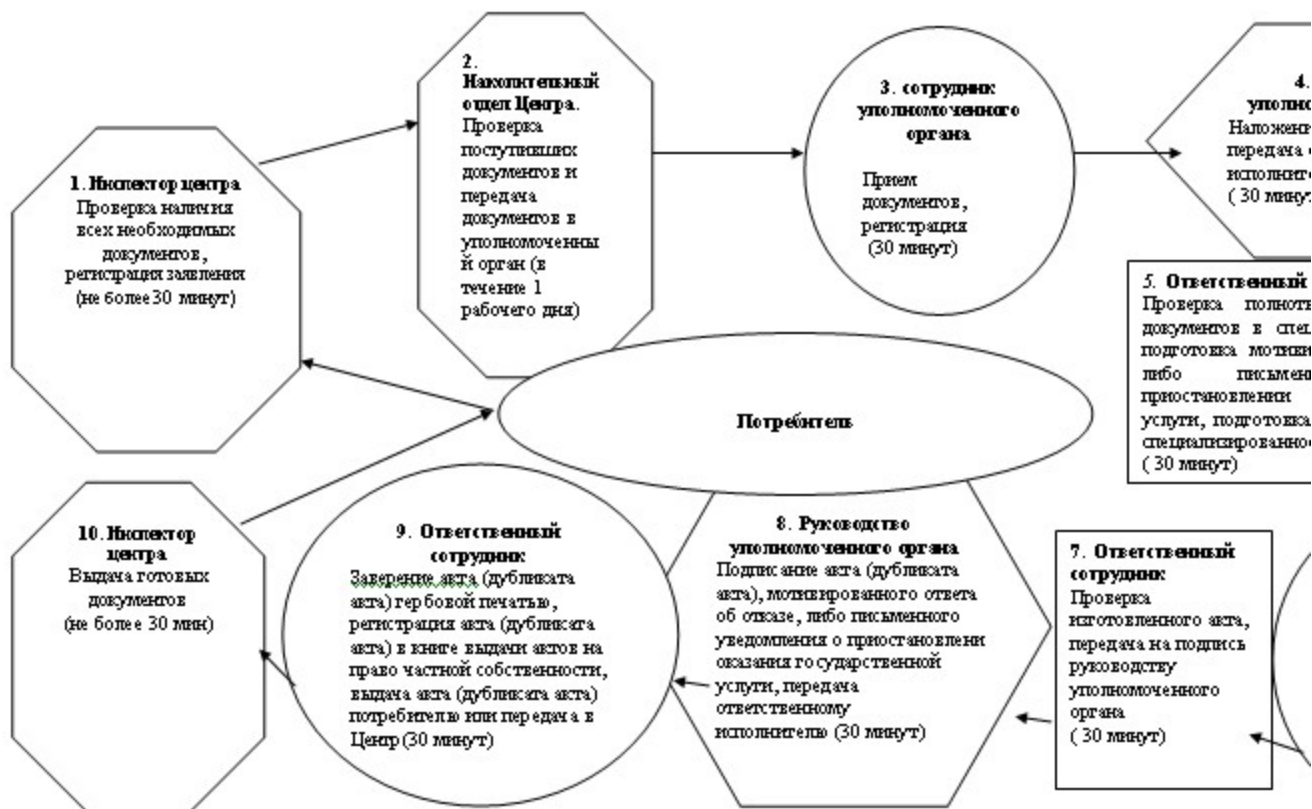 1. Инспектор центра
Проверка наличия
всех необходимых
документов,
регистрация заявления
(не более 30 минут)
2.
Накопительный
отдел Центра.
Проверка
поступивших
документов и
передача
документов в
уполномоченны
й орган (в
течение 1
рабочего дня)
3. сотрудник
уполномоченного
органа
Прием
документов,
регистрация
(30 минут)
4.
уполномо
Наложени
передача
исполнит
( 30 минут
5. Ответственный
Проверка полноты
документов в спец
подготовка мотиви
либо письменн
приостановлении
услуги, подготовка
специализированно
( 30 минут)
Потребитель
7. Ответственный
сотрудник
Проверка
изготовленного акта,
передача на подпись
руководству
уполномоченного
органа
( 30 минут)
8. Руководство
уполномоченного органа
Подписание акта (дубликата
акта), мотивированного ответа
об отказе, либо письменного
уведомления о приостановлени
оказания государственной
услуги, передача
ответственному
исполнителю (30 минут)
9. Ответственный
сотрудник
Заверение акта (дубликата
акта) гербовой печатью,
регистрация акта (дубликата
акта) в книге выдачи актов на
право частной собственности,
выдача акта (дубликата акта)
потребителю или передача в
Центр (30 минут)
10. Инспектор
центра
Выдача готовых
документов
(не более 30 мин)